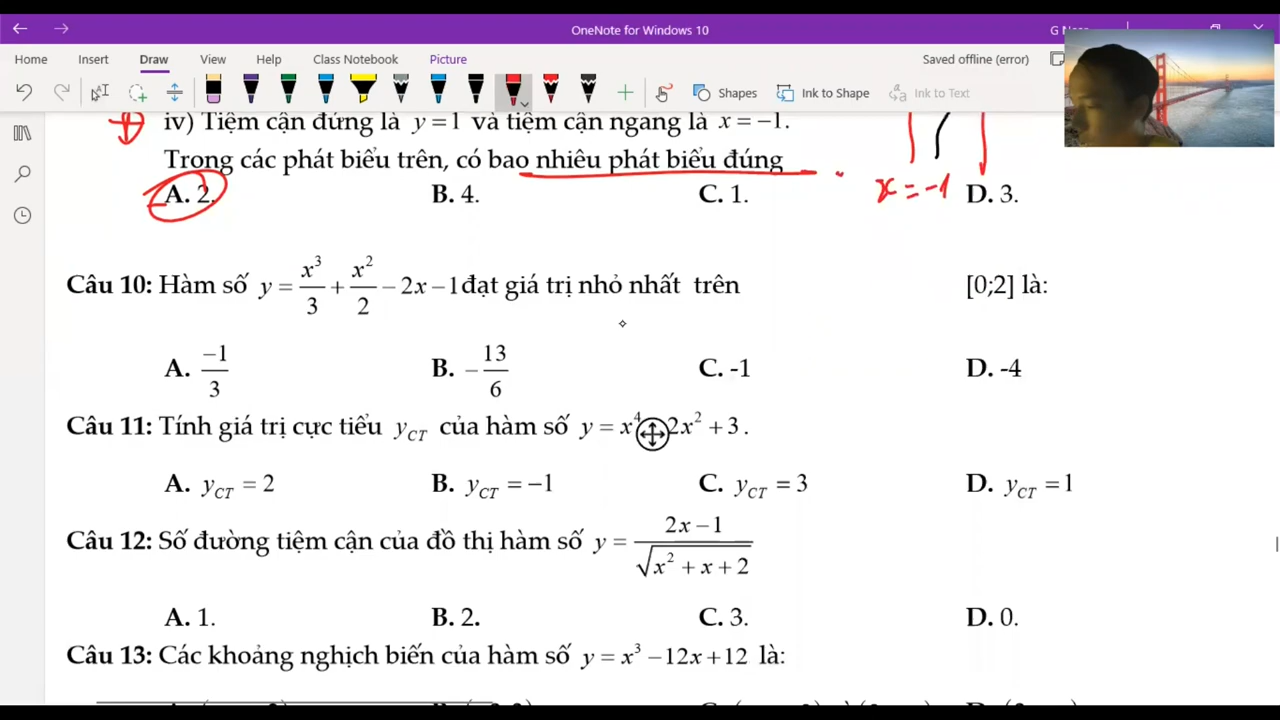 OneNote for Windows 10
Home Insert Draw View Help Class Notebook Picture Saved offline (error)
Shapes Ink to Shape Ink to Text
iv) Tiệm cận đứng là y = 1 và tiệm cận ngang là x = −1.
Trong các phát biểu trên, có bao nhiêu phát biểu đúng
x = -1
A. 2. B. 4. C. 1. D. 3.
Câu 10: Hàm số y = x³/3 + x²/2 − 2x − 1 đạt giá trị nhỏ nhất trên [0;2] là:
A. −1/3 B. −13/6 C. -1 D. -4
Câu 11: Tính giá trị cực tiểu y_CT của hàm số y = x⁴ 2x² + 3.
A. y_CT = 2 B. y_CT = −1 C. y_CT = 3 D. y_CT = 1
Câu 12: Số đường tiệm cận của đồ thị hàm số y = (2x − 1)/√(x² + x + 2)
A. 1. B. 2. C. 3. D. 0.
Câu 13: Các khoảng nghịch biến của hàm số y = x³ − 12x + 12 là: